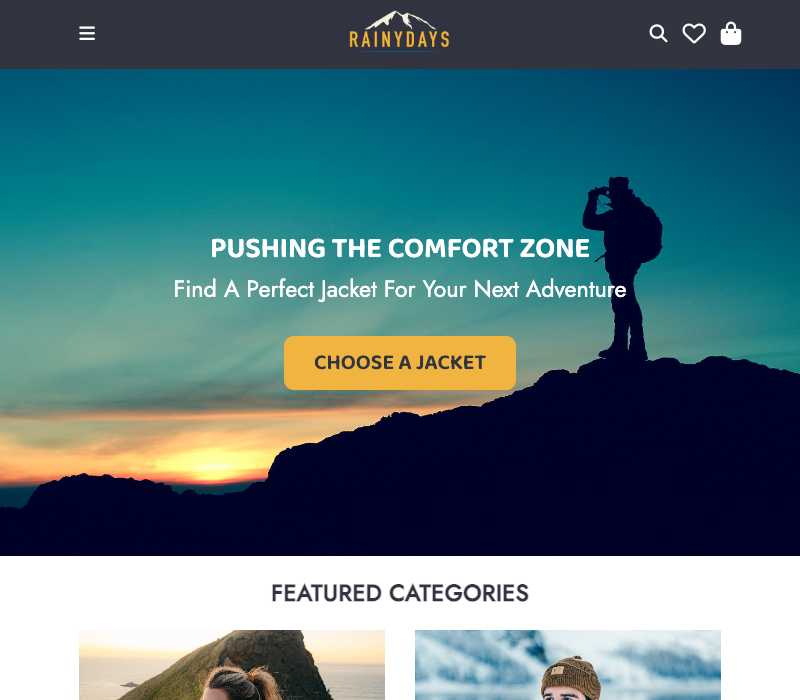 RAINYDAYS
PUSHING THE COMFORT ZONE
Find A Perfect Jacket For Your Next Adventure
CHOOSE A JACKET
FEATURED CATEGORIES